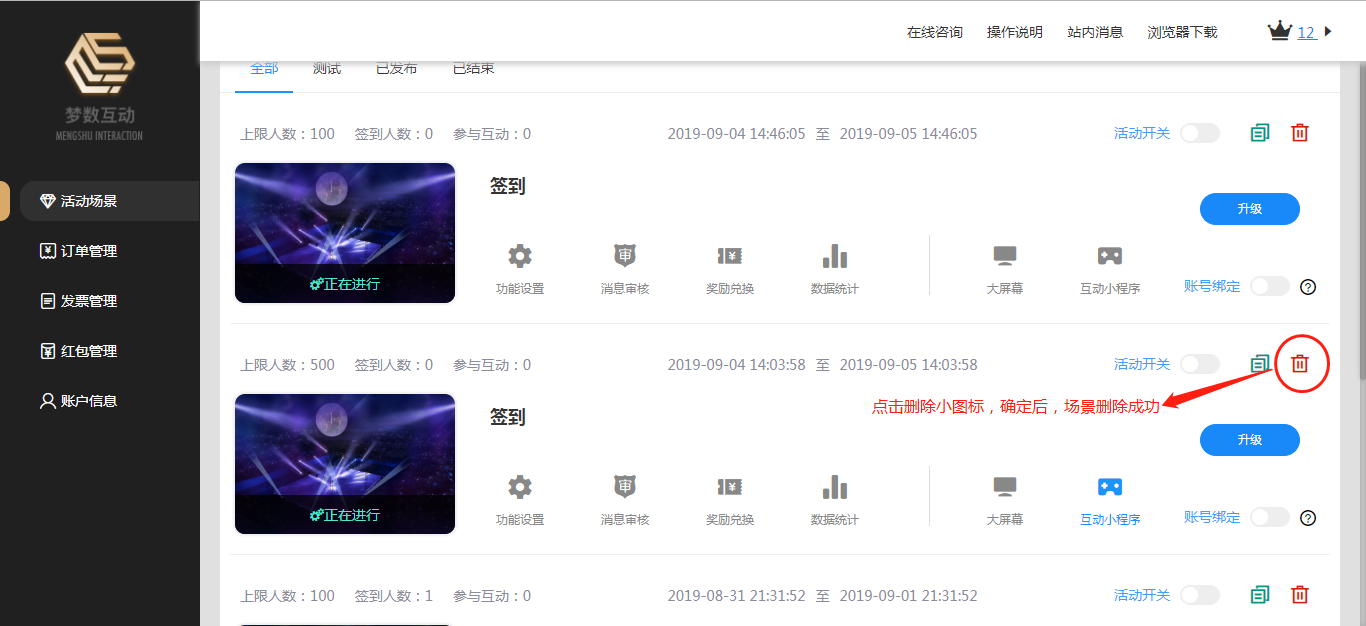 在线咨询 操作说明 站内消息 浏览器下载 12
梦数互动
MENGSHU INTERACTION
活动场景
订单管理
发票管理
红包管理
账户信息
全部 测试 已发布 已结束
上限人数：100 签到人数：0 参与互动：0 2019-09-04 14:46:05 至 2019-09-05 14:46:05 活动开关
签到
升级
正在进行
功能设置 消息审核 奖励兑换 数据统计 大屏幕 互动小程序 账号绑定
上限人数：500 签到人数：0 参与互动：0 2019-09-04 14:03:58 至 2019-09-05 14:03:58 活动开关
点击删除小图标，确定后，场景删除成功
签到
升级
正在进行
功能设置 消息审核 奖励兑换 数据统计 大屏幕 互动小程序 账号绑定
上限人数：100 签到人数：1 参与互动：0 2019-08-31 21:31:52 至 2019-09-01 21:31:52 活动开关